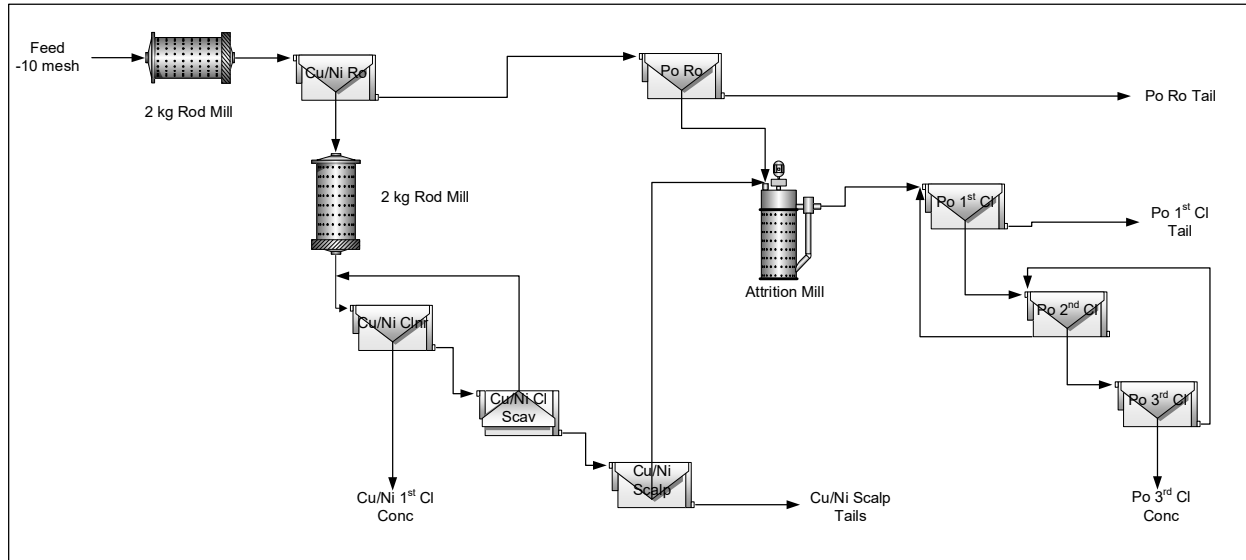 Feed
-10 mesh
2 kg Rod Mill
Cu/Ni Ro
Po Ro
Po Ro Tail
2 kg Rod Mill
Attrition Mill
Po 1st Cl
Po 1st Cl
Tail
Po 2nd Cl
Cu/Ni Clnr
Cu/Ni Cl
Scav
Po 3rd Cl
Cu/Ni
Scalp
Cu/Ni 1st Cl
Conc
Cu/Ni Scalp
Tails
Po 3rd Cl
Conc